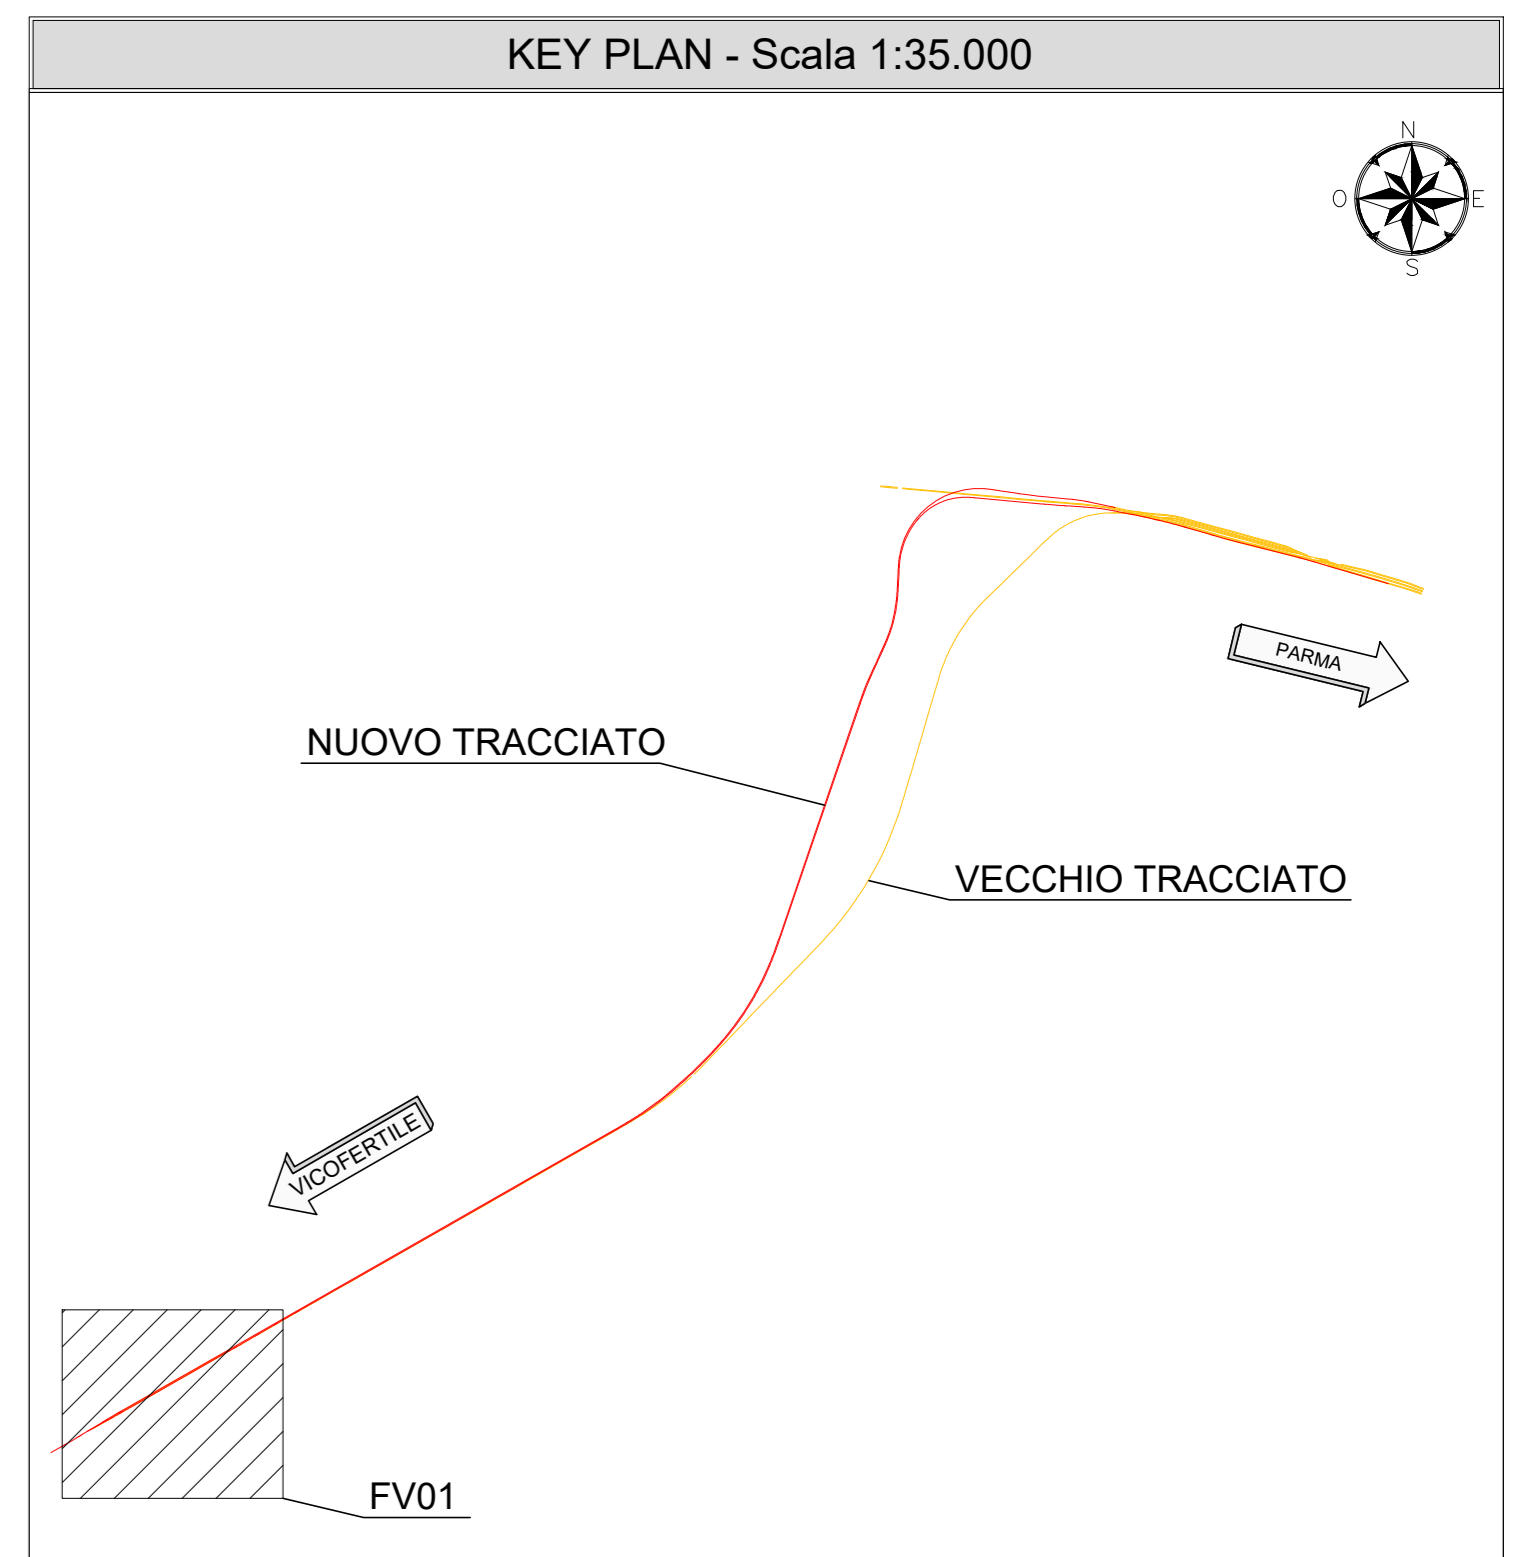 KEY PLAN - Scala 1:35.000
N
O
E
S
PARMA
NUOVO TRACCIATO
VECCHIO TRACCIATO
VICOFERTILE
FV01